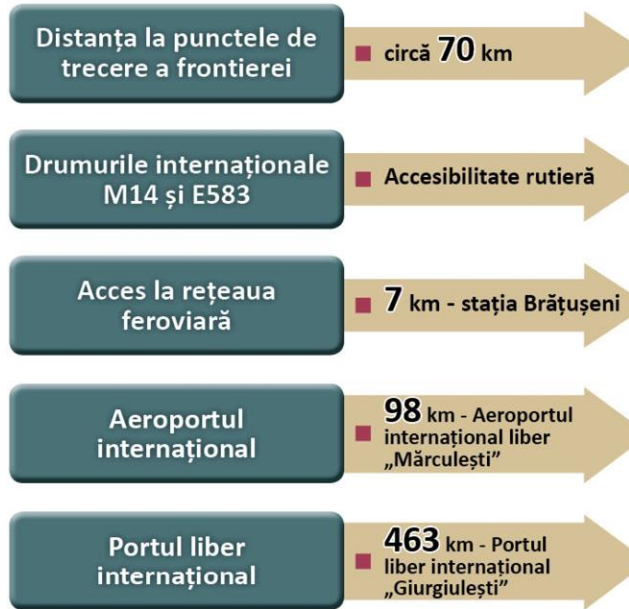 Distanța la punctele de
trecere a frontierei
circă 70 km
Drumurile internaționale
M14 și E583
Accesibilitate rutieră
Acces la rețeaua
feroviară
7 km - stația Brătușeni
Aeroportul
internațional
98 km - Aeroportul
internațional liber
„Mărculești”
Portul liber
internațional
463 km - Portul
liber internațional
„Giurgiulești”